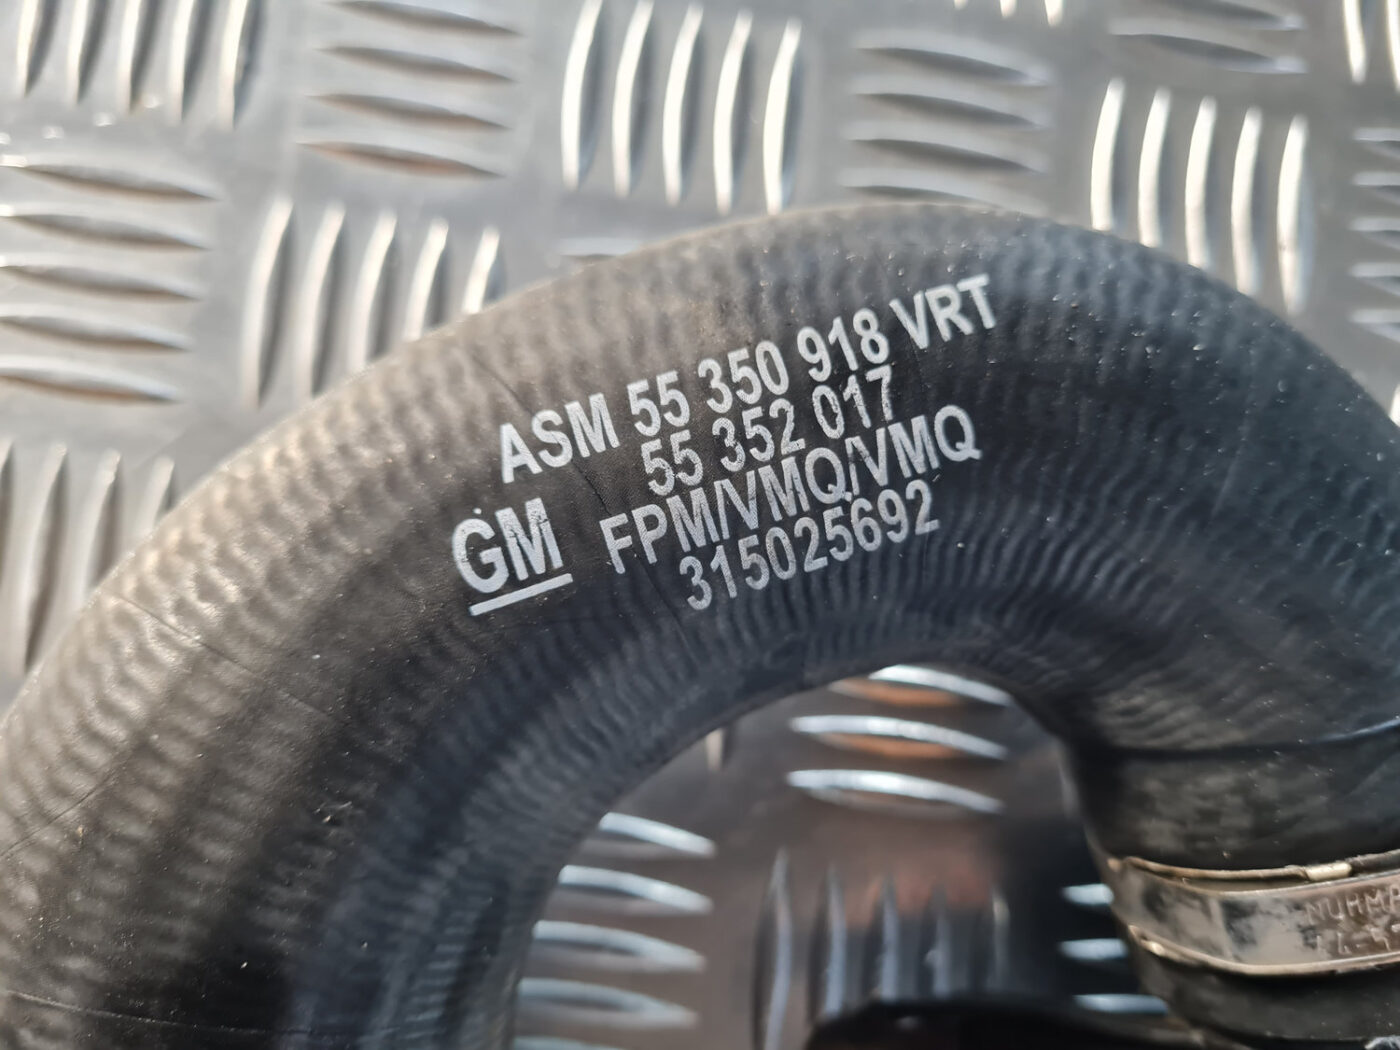 ASM 55 350 918 VRT
55 352 017
GM FPM/VMQ/VMQ
315025692